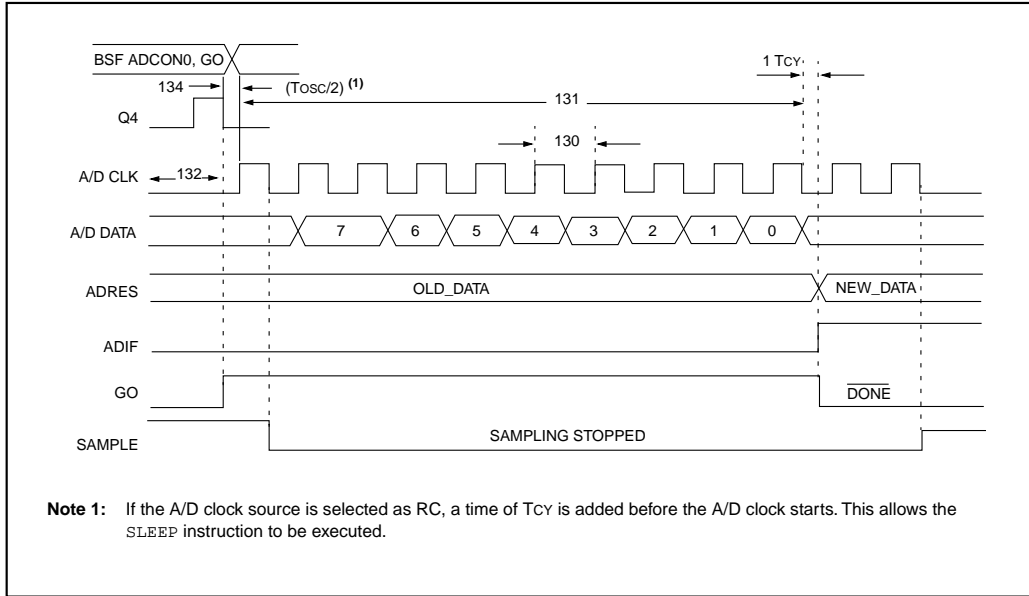 BSF ADCON0, GO
1 TCY
134
(TOSC/2) (1)
131
Q4
130
A/D CLK
132
A/D DATA
7 6 5 4 3 2 1 0
ADRES
OLD_DATA
NEW_DATA
ADIF
GO
DONE
SAMPLE
SAMPLING STOPPED
Note 1: If the A/D clock source is selected as RC, a time of TCY is added before the A/D clock starts. This allows the
SLEEP instruction to be executed.